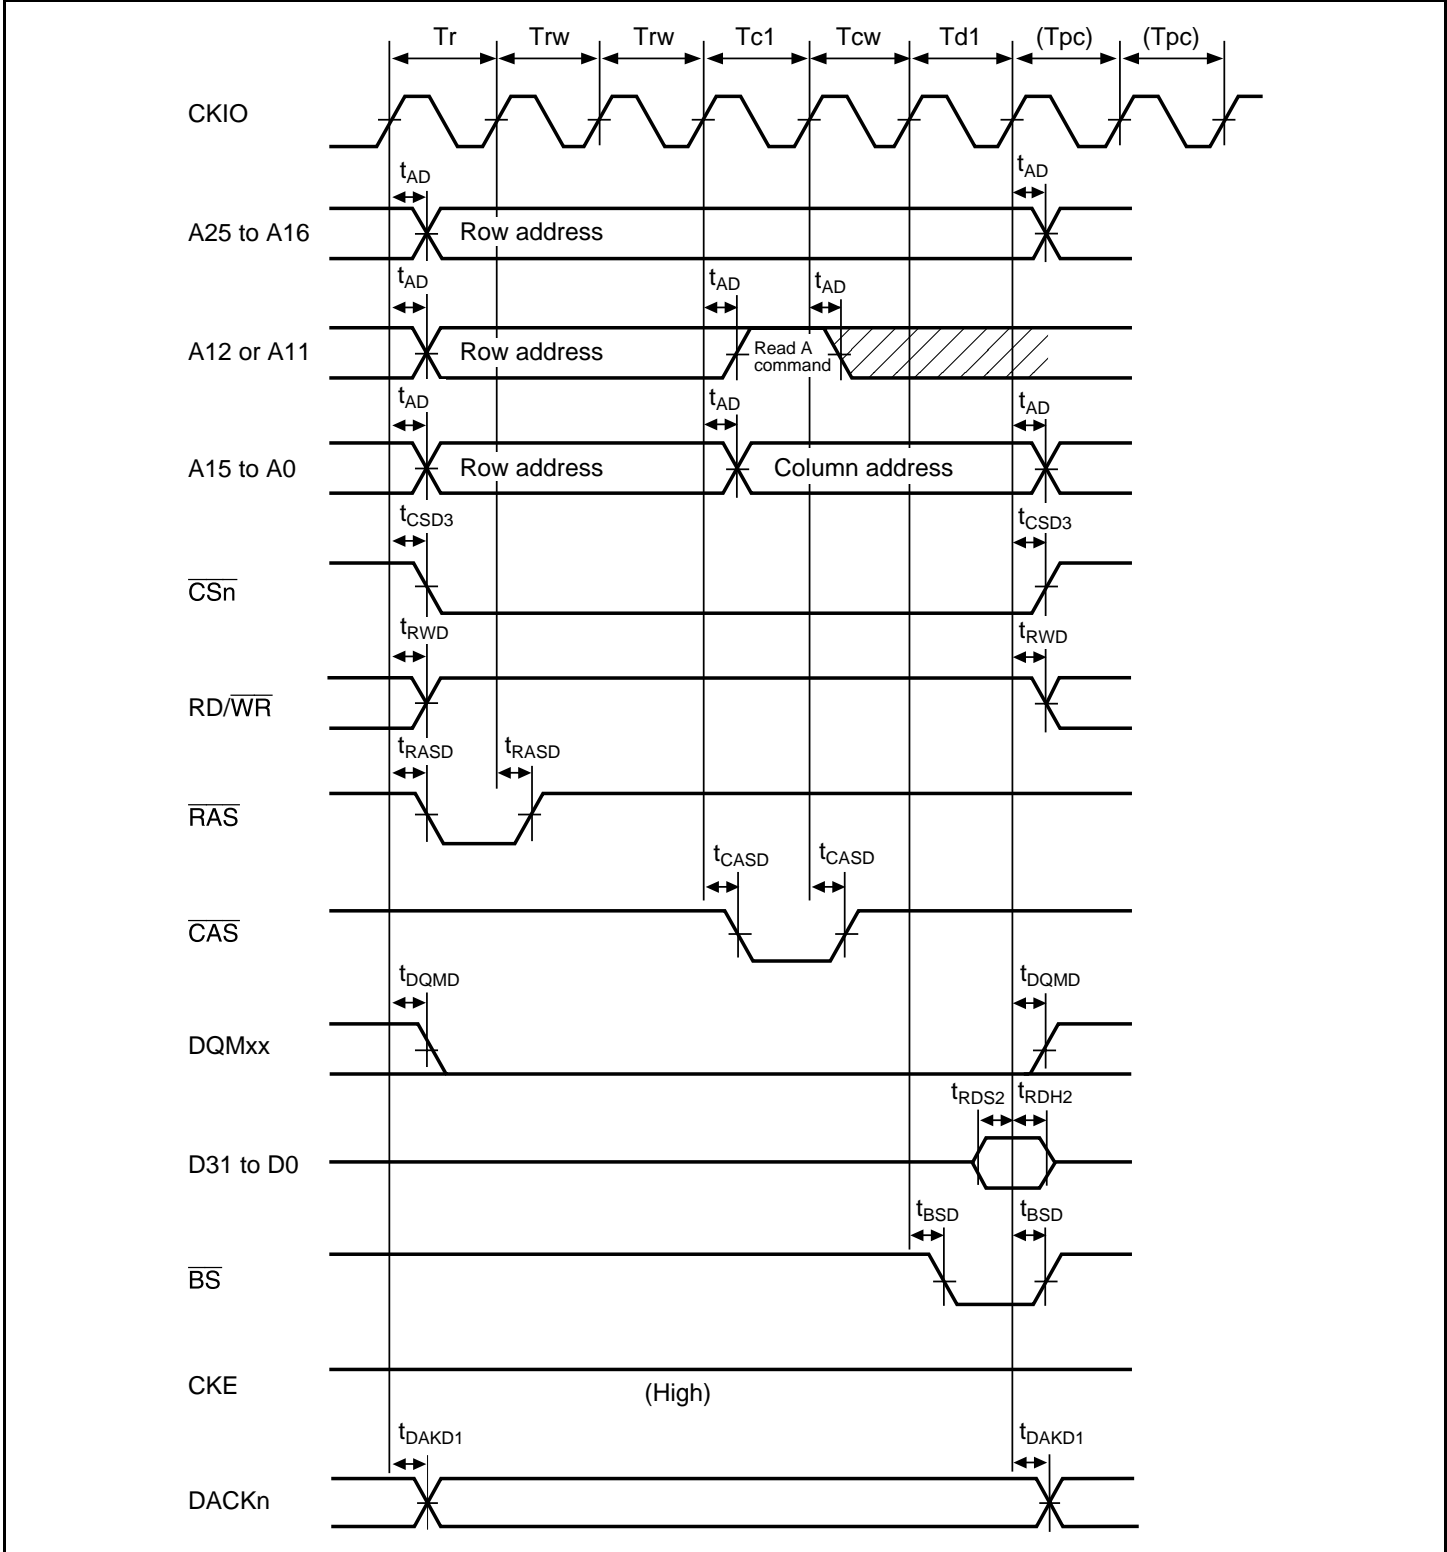 Tr Trw Trw Tc1 Tcw Td1 (Tpc) (Tpc)
CKIO
tAD tAD
A25 to A16 Row address
tAD tAD tAD
A12 or A11 Row address Read A
command
tAD tAD tAD
A15 to A0 Row address Column address
tCSD3 tCSD3
CSn
tRWD tRWD
RD/WR
tRASD tRASD
RAS
tCASD tCASD
CAS
tDQMD tDQMD
DQMxx
tRDS2 tRDH2
D31 to D0
tBSD tBSD
BS
CKE
(High)
tDAKD1 tDAKD1
DACKn